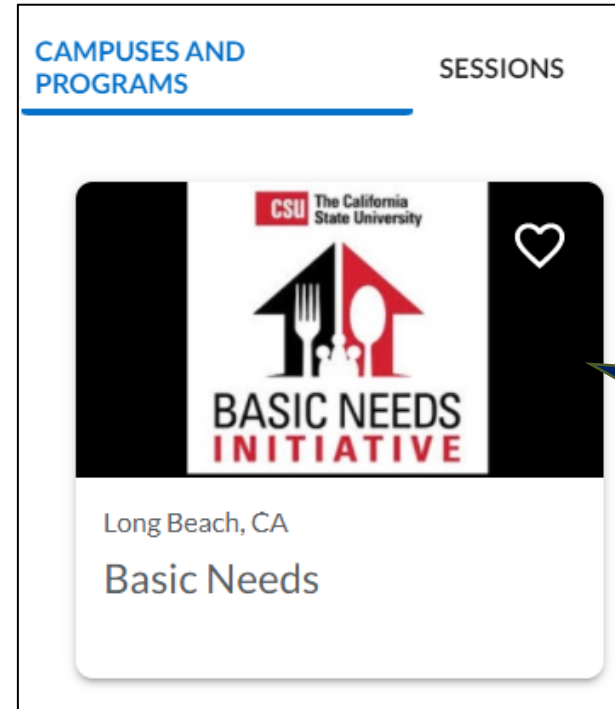 CAMPUSES AND
PROGRAMS
SESSIONS
CSU The California
State University
BASIC NEEDS
INITIATIVE
Long Beach, CA
Basic Needs